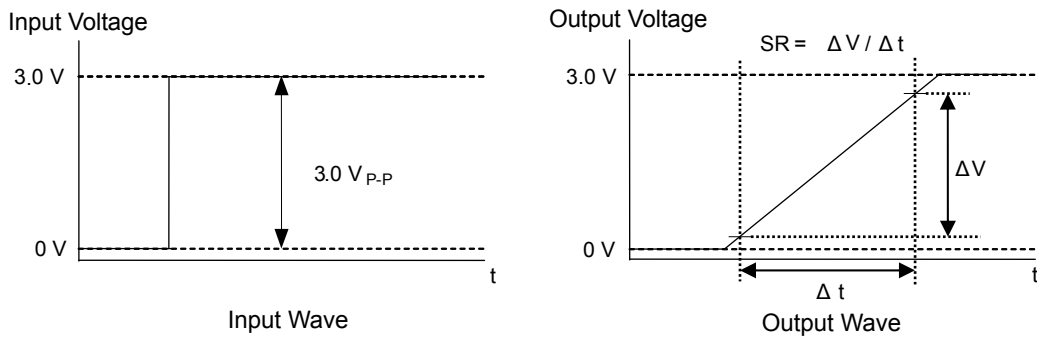 Input Voltage
3.0 V
3.0 V P-P
0 V
t
Input Wave
Output Voltage
SR = ΔV / Δt
3.0 V
ΔV
0 V
t
Δt
Output Wave